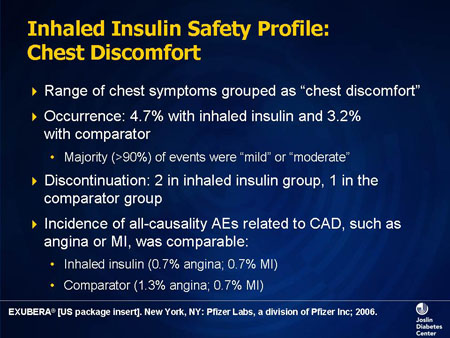 Inhaled Insulin Safety Profile:
Chest Discomfort
Range of chest symptoms grouped as “chest discomfort”
Occurrence: 4.7% with inhaled insulin and 3.2%
with comparator
• Majority (>90%) of events were “mild” or “moderate”
Discontinuation: 2 in inhaled insulin group, 1 in the
comparator group
Incidence of all-causality AEs related to CAD, such as
angina or MI, was comparable:
• Inhaled insulin (0.7% angina; 0.7% MI)
• Comparator (1.3% angina; 0.7% MI)
EXUBERA® [US package insert]. New York, NY: Pfizer Labs, a division of Pfizer Inc; 2006.
Joslin
Diabetes
Center